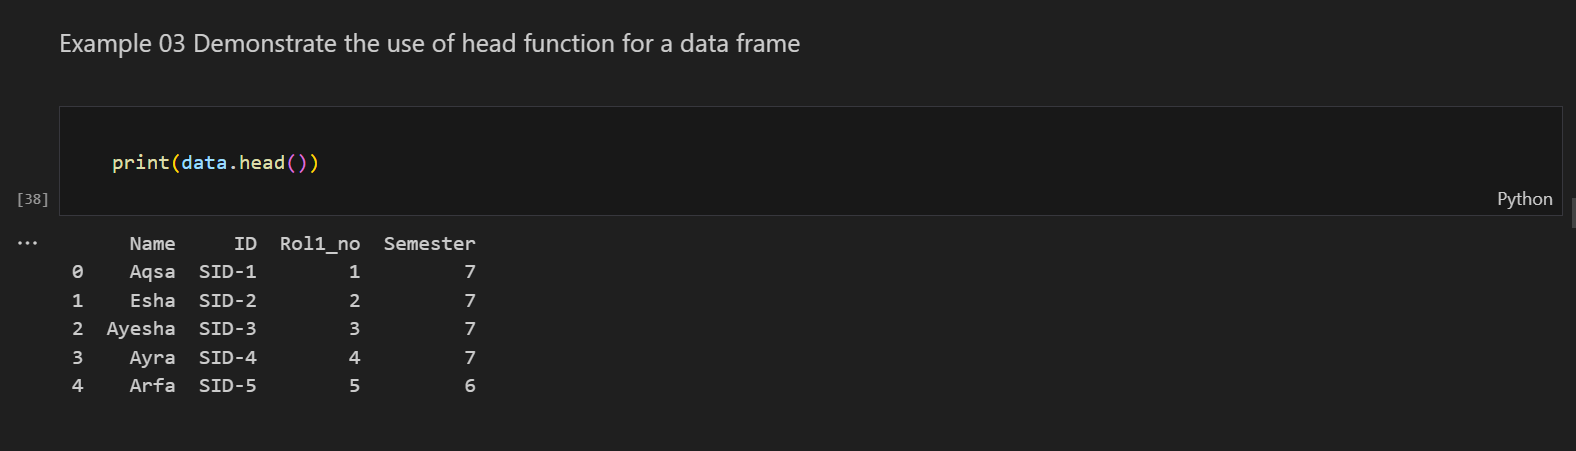 Example 03 Demonstrate the use of head function for a data frame
print(data.head())
[38]
Python
... Name ID Rol1_no Semester
0 Aqsa SID-1 1 7
1 Esha SID-2 2 7
2 Ayesha SID-3 3 7
3 Ayra SID-4 4 7
4 Arfa SID-5 5 6